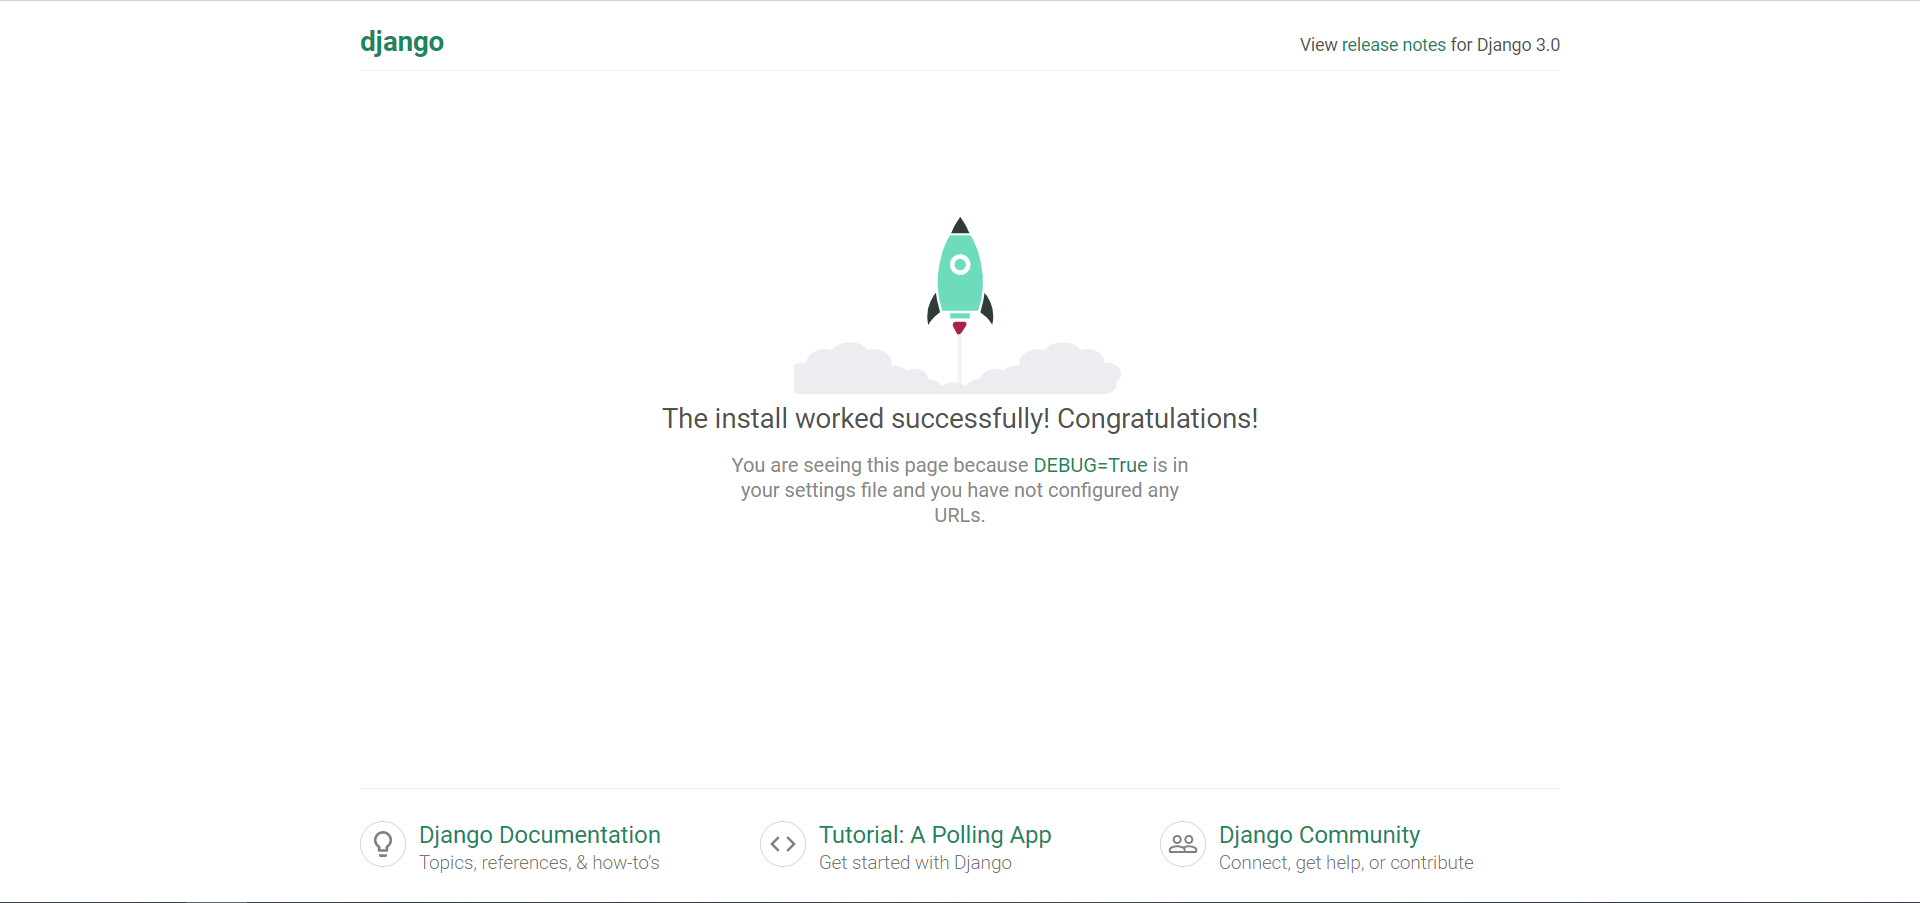 django
View release notes for Django 3.0
The install worked successfully! Congratulations!
You are seeing this page because DEBUG=True is in
your settings file and you have not configured any
URLs.
Django Documentation
Topics, references, & how-to’s
Tutorial: A Polling App
Get started with Django
Django Community
Connect, get help, or contribute